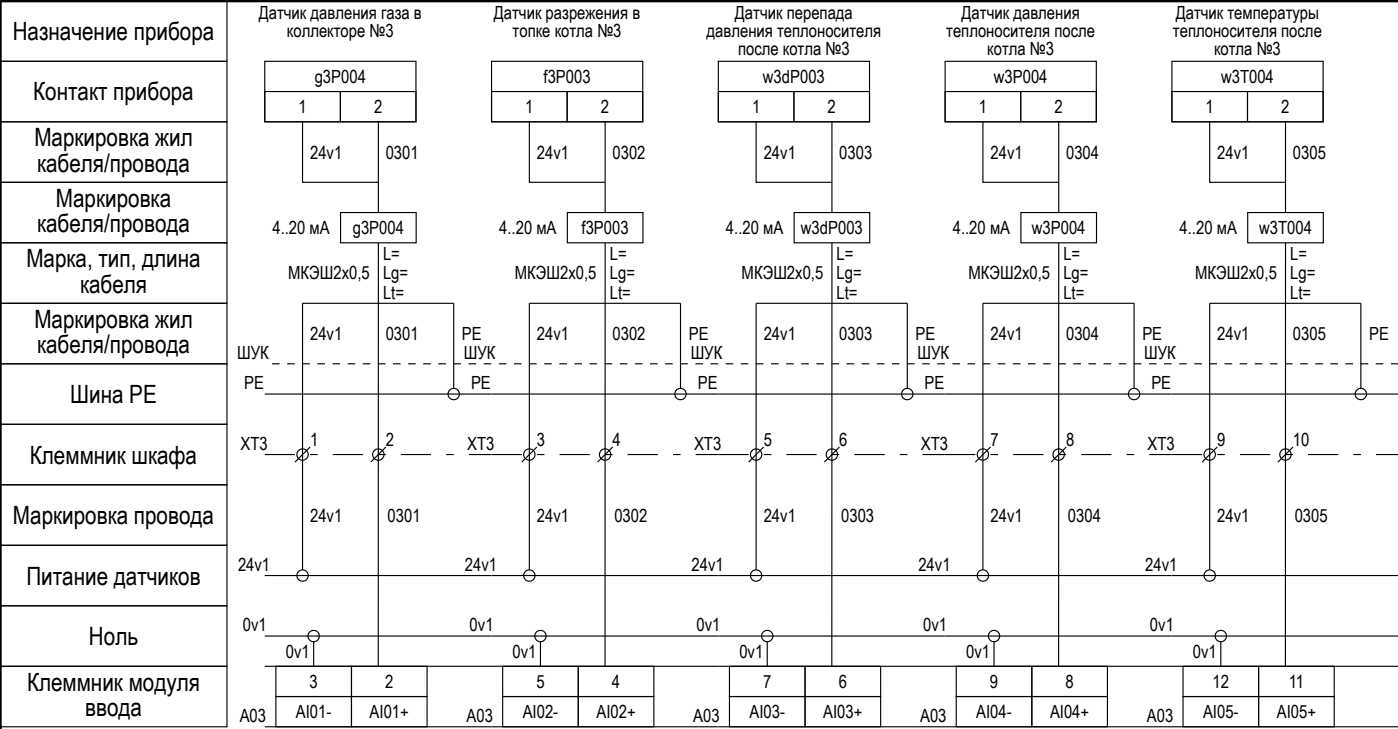 Назначение прибора
Датчик давления газа в
коллекторе №3
Датчик разрежения в
топке котла №3
Датчик перепада
давления теплоносителя
после котла №3
Датчик давления
теплоносителя после
котла №3
Датчик температуры
теплоносителя после
котла №3
Контакт прибора
g3P004 f3P003 w3dP003 w3P004 w3T004
1 2 1 2 1 2 1 2 1 2
Маркировка жил
кабеля/провода
24v1 0301 24v1 0302 24v1 0303 24v1 0304 24v1 0305
Маркировка
кабеля/провода
4..20 мА g3P004 4..20 мА f3P003 4..20 мА w3dP003 4..20 мА w3P004 4..20 мА w3T004
Марка, тип, длина
кабеля
L= L= L= L= L=
МКЭШ2х0,5 Lg= МКЭШ2х0,5 Lg= МКЭШ2х0,5 Lg= МКЭШ2х0,5 Lg= МКЭШ2х0,5 Lg=
Lt= Lt= Lt= Lt= Lt=
Маркировка жил
кабеля/провода
24v1 0301 PE 24v1 0302 PE 24v1 0303 PE 24v1 0304 PE 24v1 0305 PE
ШУК ШУК ШУК ШУК ШУК
Шина PE
PE PE PE PE PE
Клеммник шкафа
XT3 1 2 XT3 3 4 XT3 5 6 XT3 7 8 XT3 9 10
Маркировка провода
24v1 0301 24v1 0302 24v1 0303 24v1 0304 24v1 0305
Питание датчиков
24v1 24v1 24v1 24v1 24v1
Ноль
0v1 0v1 0v1 0v1 0v1
0v1 0v1 0v1 0v1 0v1
Клеммник модуля
ввода
3 2 5 4 7 6 9 8 12 11
A03 AI01- AI01+ A03 AI02- AI02+ A03 AI03- AI03+ A03 AI04- AI04+ A03 AI05- AI05+